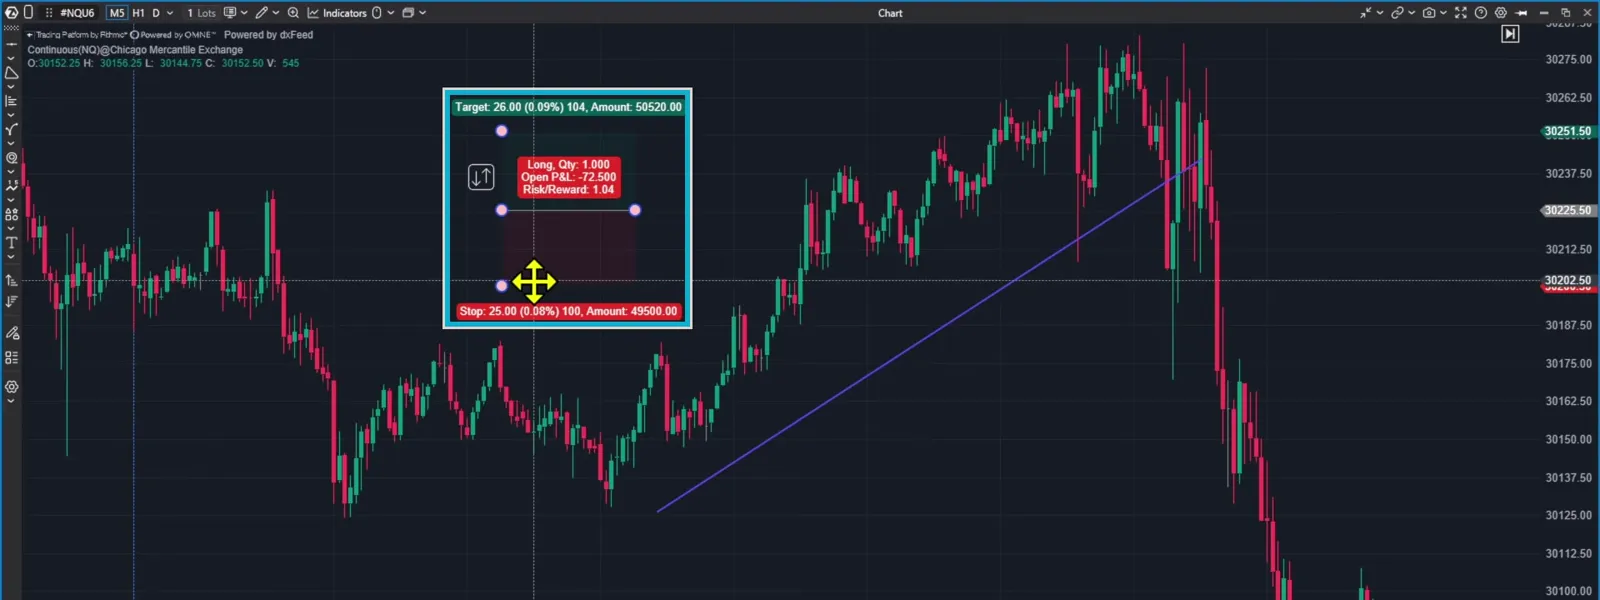 #NQU6 M5 H1 D 1 Lots Indicators Chart
Trading Platform by Rithmic™ Powered by OMNE™ Powered by dxFeed
Continuous(NQ)@Chicago Mercantile Exchange
O:30152.25 H: 30156.25 L: 30144.75 C: 30152.50 V: 545
Target: 26.00 (0.09%) 104, Amount: 50520.00
Long, Qty: 1.000
Open P&L: -72.500
Risk/Reward: 1.04
Stop: 25.00 (0.08%) 100, Amount: 49500.00
30275.00
30262.50
30251.50
30237.50
30225.50
30212.50
30202.50
30187.50
30175.00
30162.50
30150.00
30137.50
30125.00
30112.50
30100.00